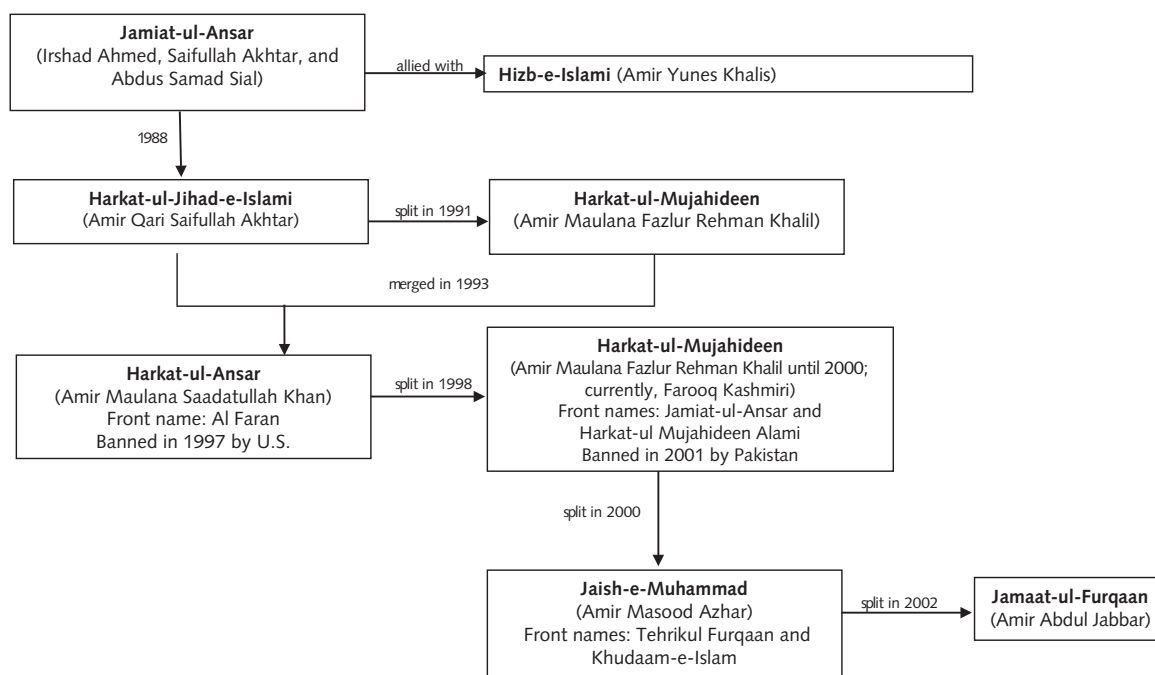 Jamiat-ul-Ansar
(Irshad Ahmed, Saifullah Akhtar, and
Abdus Samad Sial)
allied with
Hizb-e-Islami (Amir Yunes Khalis)
1988
Harkat-ul-Jihad-e-Islami
(Amir Qari Saifullah Akhtar)
split in 1991
Harkat-ul-Mujahideen
(Amir Maulana Fazlur Rehman Khalil)
merged in 1993
Harkat-ul-Ansar
(Amir Maulana Saadatullah Khan)
Front name: Al Faran
Banned in 1997 by U.S.
split in 1998
Harkat-ul-Mujahideen
(Amir Maulana Fazlur Rehman Khalil until 2000;
currently, Farooq Kashmiri)
Front names: Jamiat-ul-Ansar and
Harkat-ul Mujahideen Alami
Banned in 2001 by Pakistan
split in 2000
Jaish-e-Muhammad
(Amir Masood Azhar)
Front names: Tehrikul Furqaan and
Khudaam-e-Islam
split in 2002
Jamaat-ul-Furqaan
(Amir Abdul Jabbar)